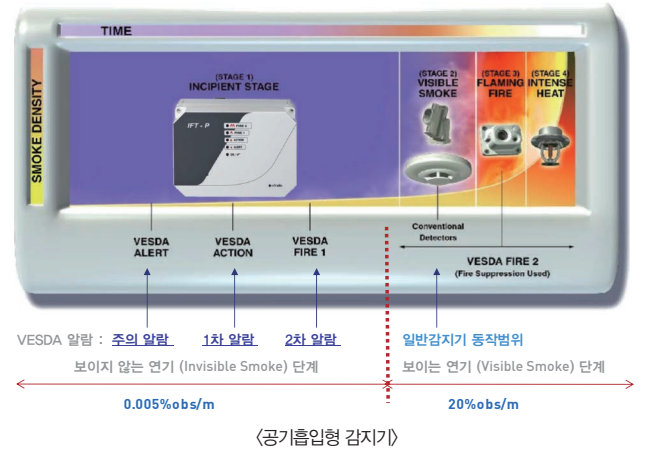 TIME
SMOKE DENSITY
(STAGE 1)
INCIPIENT STAGE
(STAGE 2)
VISIBLE
SMOKE
(STAGE 3)
FLAMING
FIRE
(STAGE 4)
INTENSE
HEAT
IFT - P
VESDA
ALERT
VESDA
ACTION
VESDA
FIRE 1
Conventional
Detectors
VESDA FIRE 2
(Fire Suppression Used)
VESDA 알람 : 주의 알람 1차 알람 2차 알람 일반감지기 동작범위
보이지 않는 연기 (Invisible Smoke) 단계 보이는 연기 (Visible Smoke) 단계
0.005%obs/m 20%obs/m
〈공기흡입형 감지기〉